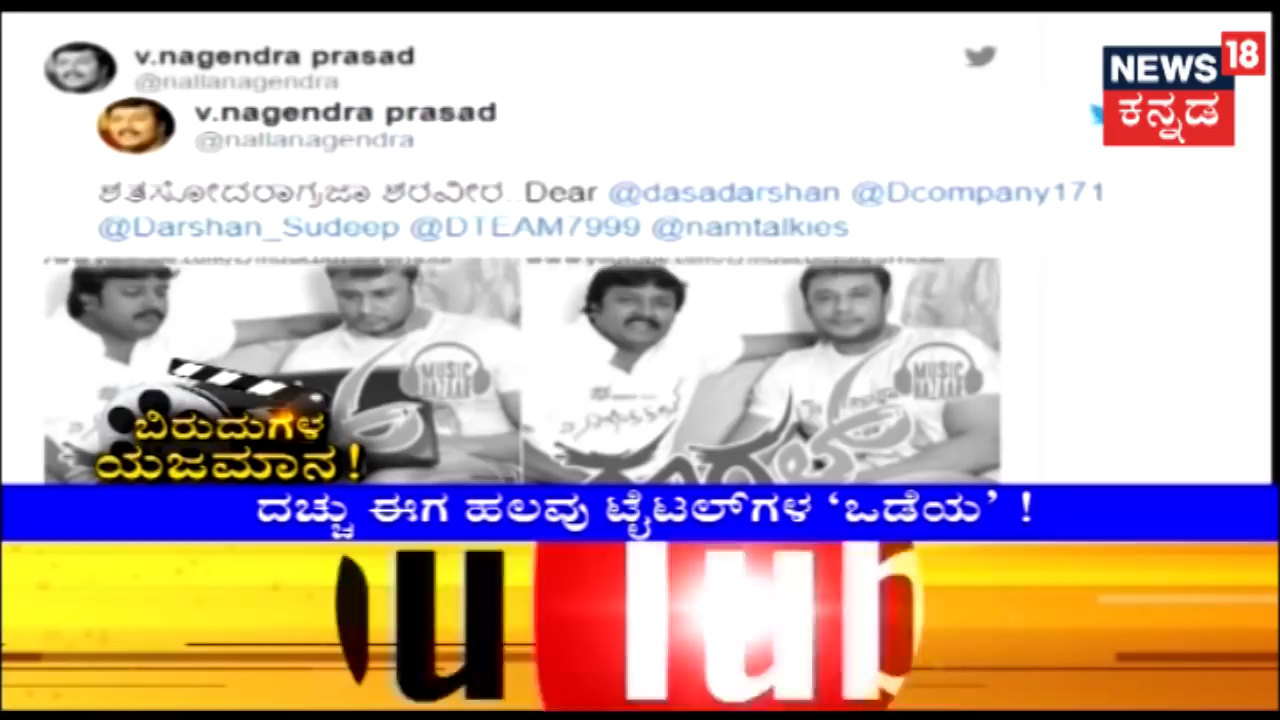 v.nagendra prasad
@nallanagendra
v.nagendra prasad
@nallanagendra
NEWS 18
ಕನ್ನಡ
ಶತಸೋದರಾಗ್ರಜಾ ಶರವೀರ..Dear @dasadarshan @Dcompany171
@Darshan_Sudeep @DTEAM7999 @namtalkies
MUSIC BAZAAR
MUSIC BAZAAR
ಬಿರುದುಗಳ
ಯಜಮಾನ!
ದಚ್ಚು ಈಗ ಹಲವು ಟೈಟಲ್‌ಗಳ ‘ಒಡೆಯ’ !